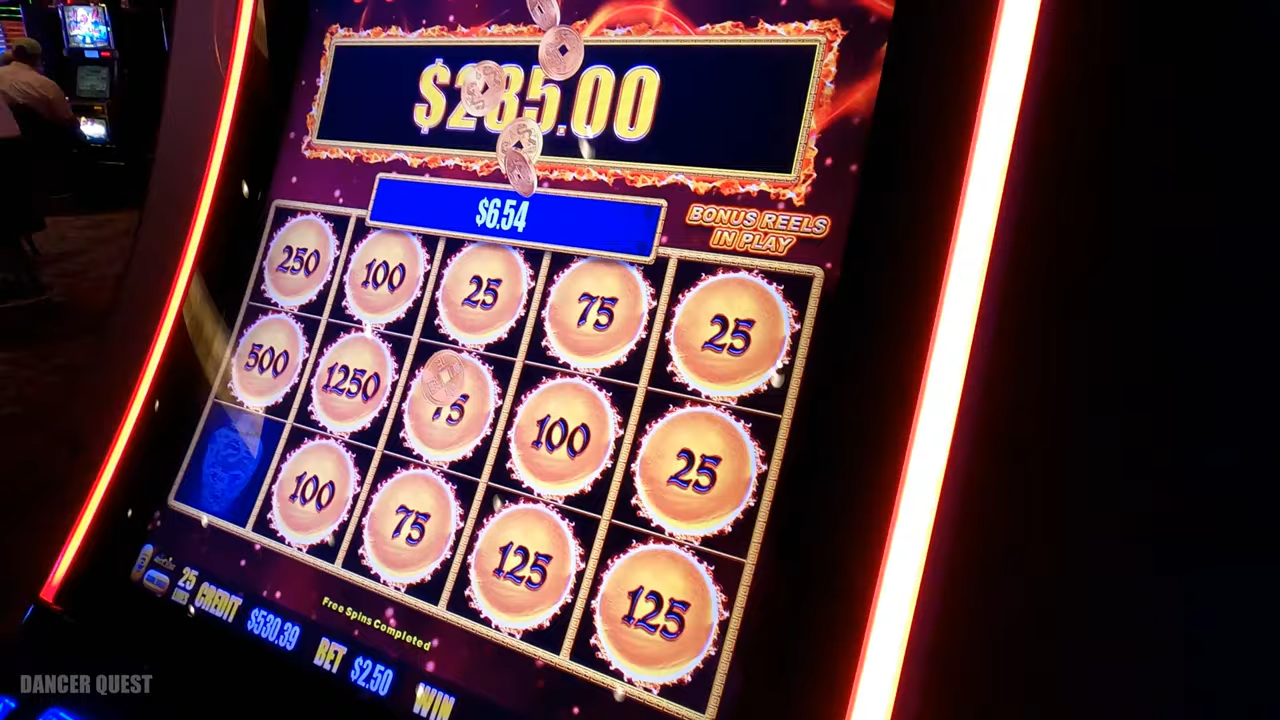 $285.00
$6.54
BONUS REELS
IN PLAY
250 100 25 75 25
500 1250 75 100 25
100 75 125 125
Free Spins Completed
25 CREDIT $530.39 BET $2.50 WIN
DANCER QUEST